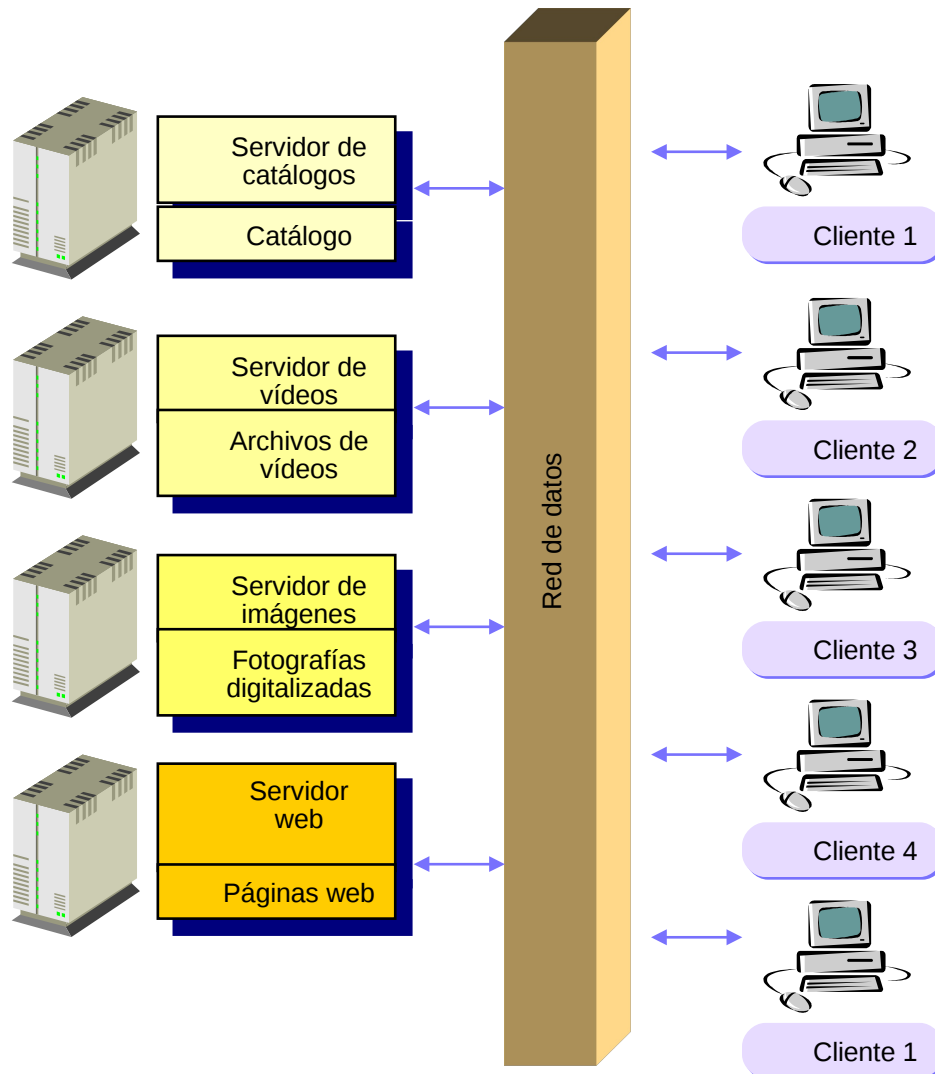 Servidor de
catálogos
Catálogo
Servidor de
vídeos
Archivos de
vídeos
Servidor de
imágenes
Fotografías
digitalizadas
Servidor
web
Páginas web
Red de datos
Cliente 1
Cliente 2
Cliente 3
Cliente 4
Cliente 1